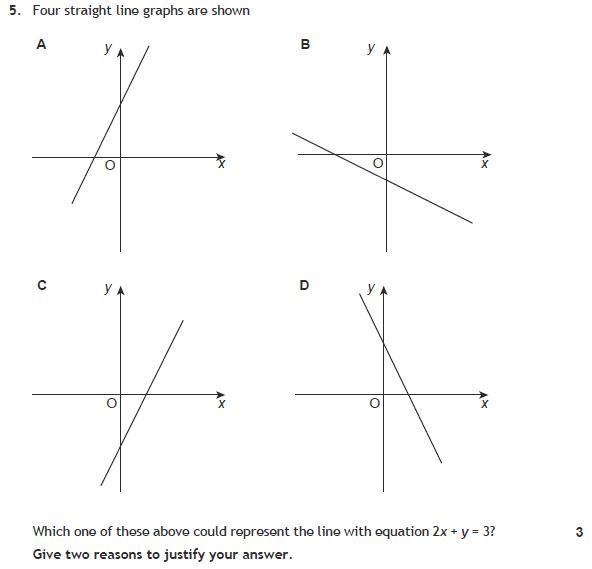 5. Four straight line graphs are shown
A
y
O
x
B
y
O
x
C
y
O
x
D
y
O
x
Which one of these above could represent the line with equation 2x + y = 3? 3
Give two reasons to justify your answer.